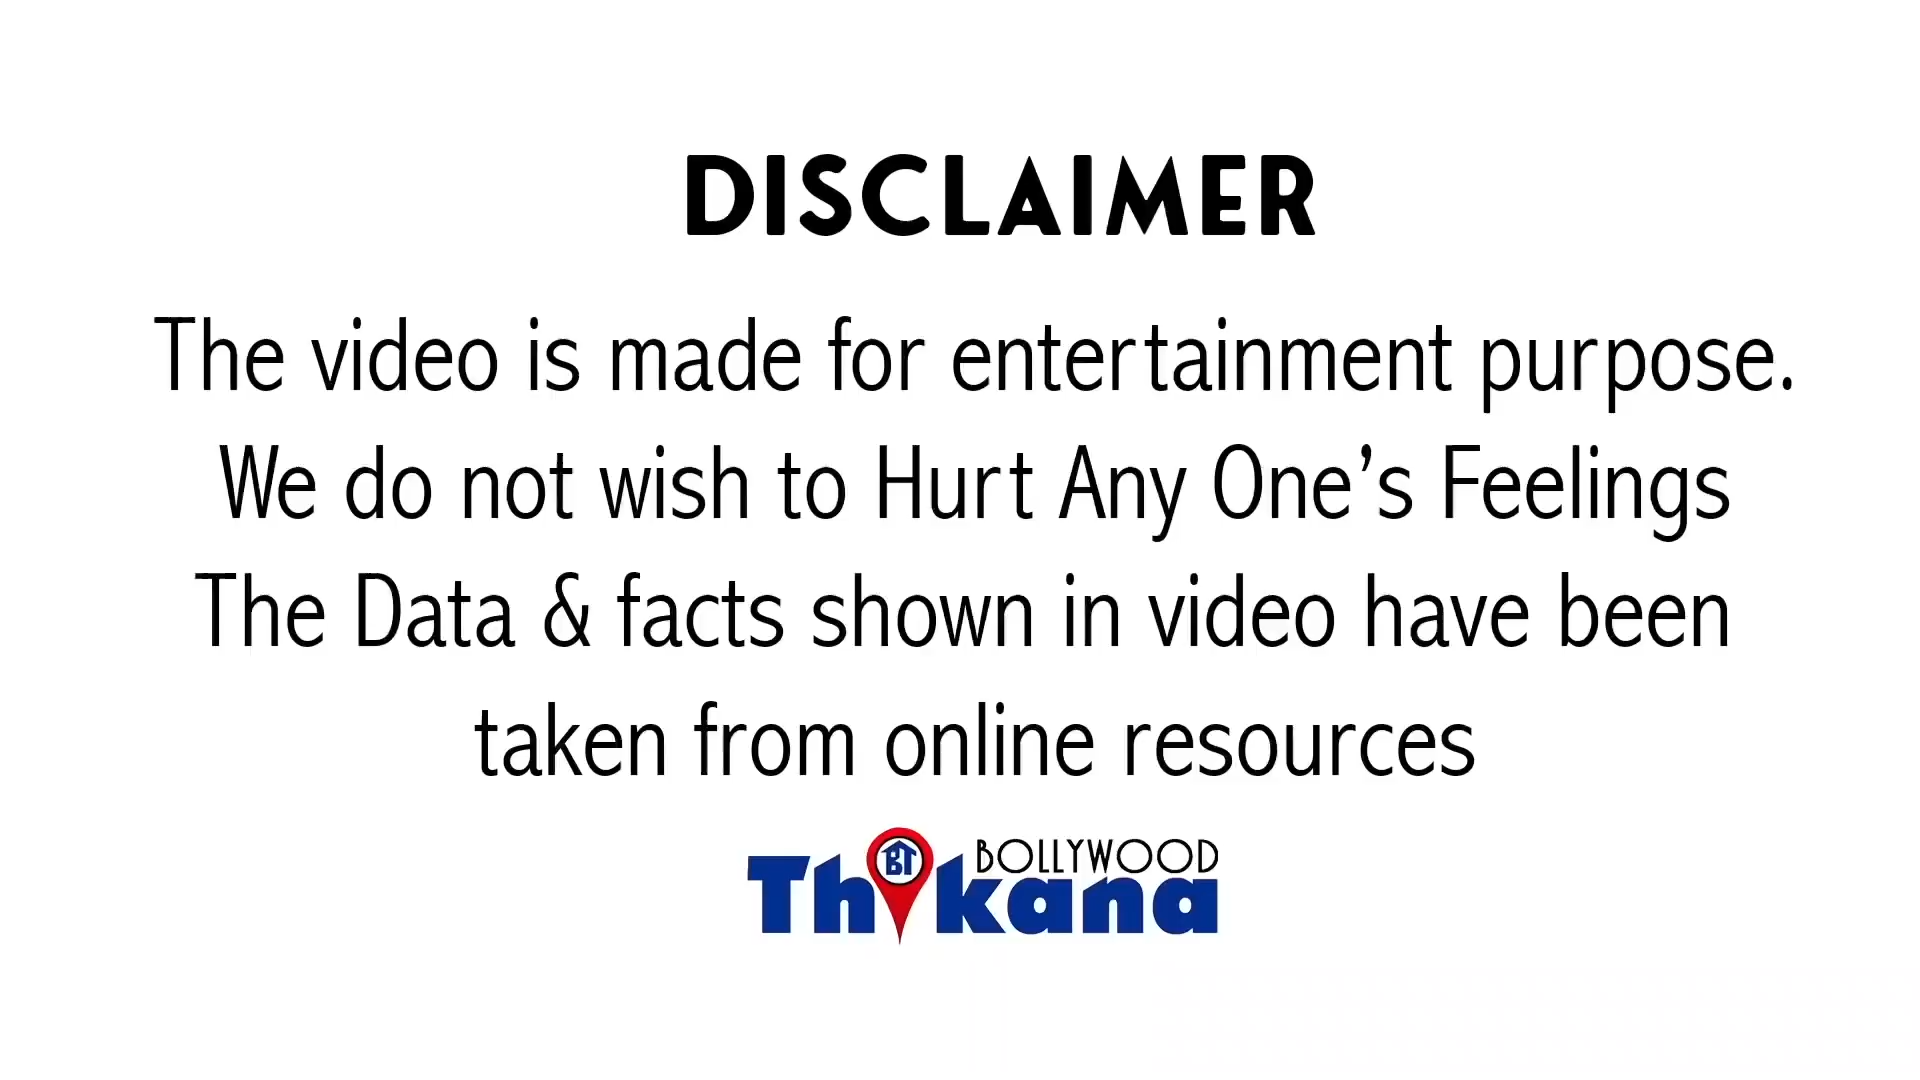 DISCLAIMER
The video is made for entertainment purpose.
We do not wish to Hurt Any One’s Feelings
The Data & facts shown in video have been
taken from online resources
BOLLYWOOD
BT
Thikana